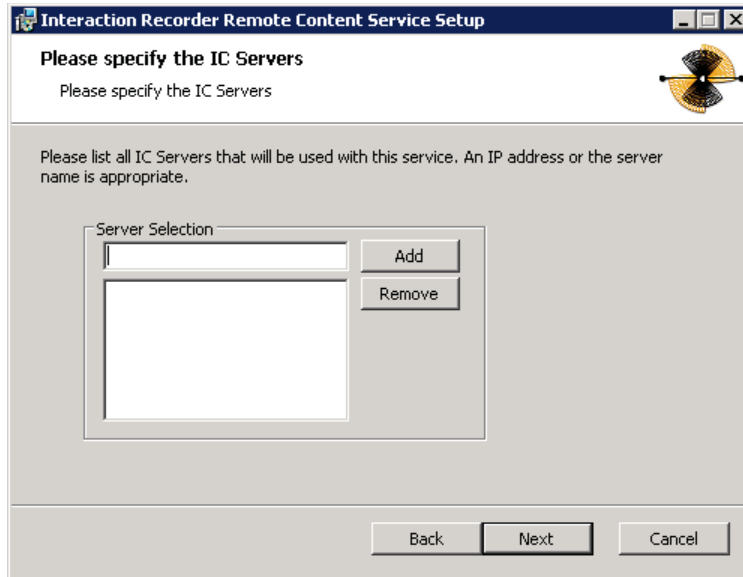 Interaction Recorder Remote Content Service Setup
Please specify the IC Servers
Please specify the IC Servers
Please list all IC Servers that will be used with this service. An IP address or the server
name is appropriate.
Server Selection
Add
Remove
Back
Next
Cancel